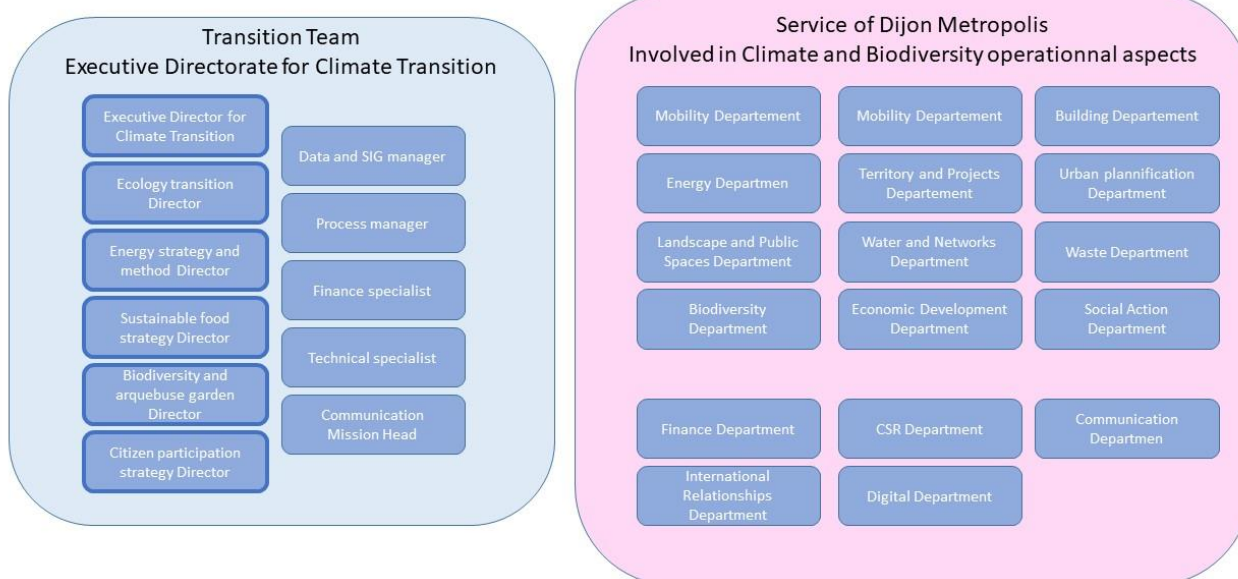 Transition Team
Executive Directorate for Climate Transition
Executive Director for
Climate Transition
Ecology transition
Director
Energy strategy and
method Director
Sustainable food
strategy Director
Biodiversity and
arquebuse garden
Director
Citizen participation
strategy Director
Data and SIG manager
Process manager
Finance specialist
Technical specialist
Communication
Mission Head
Service of Dijon Metropolis
Involved in Climate and Biodiversity operationnal aspects
Mobility Departement
Mobility Departement
Building Departement
Energy Departmen
Territory and Projects
Departement
Urban plannification
Department
Landscape and Public
Spaces Department
Water and Networks
Department
Waste Department
Biodiversity
Department
Economic Development
Department
Social Action
Department
Finance Department
CSR Department
Communication
Departmen
International
Relationships
Department
Digital Department